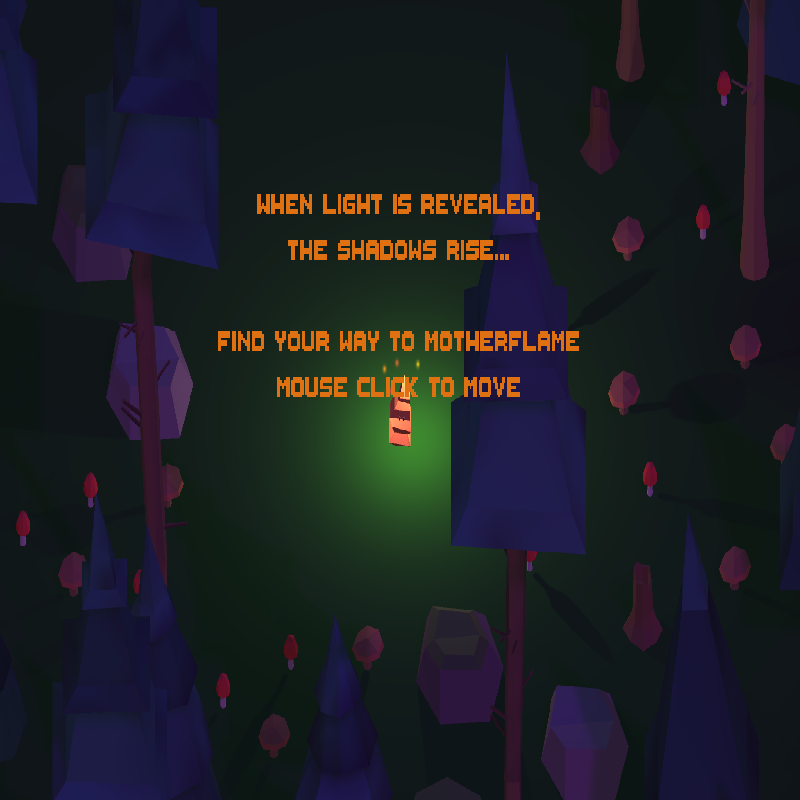 WHEN LIGHT IS REVEALED,
THE SHADOWS RISE...
FIND YOUR WAY TO MOTHERFLAME
MOUSE CLICK TO MOVE